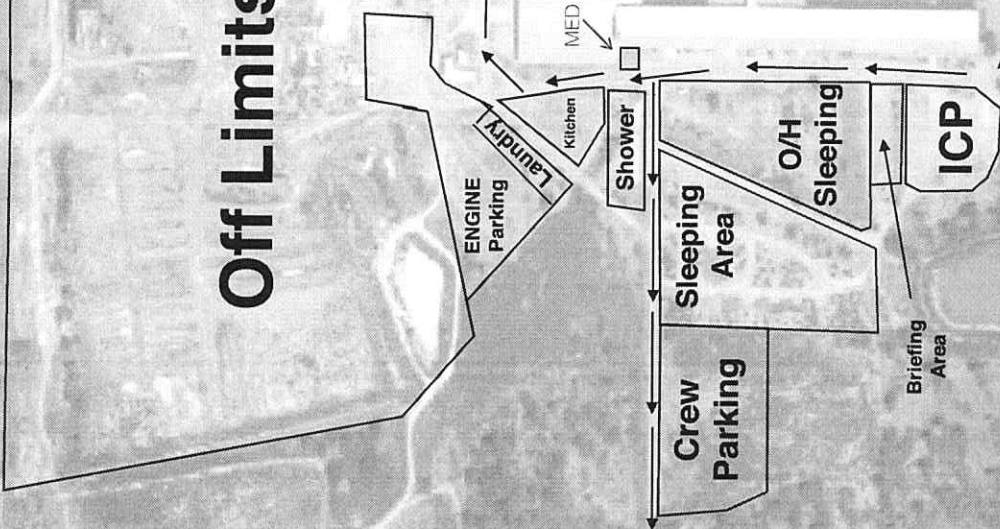 Off Limits
MED
Kitchen
Laundry
ENGINE
Parking
Shower
O/H
Sleeping
Sleeping
Area
ICP
Crew
Parking
Briefing
Area